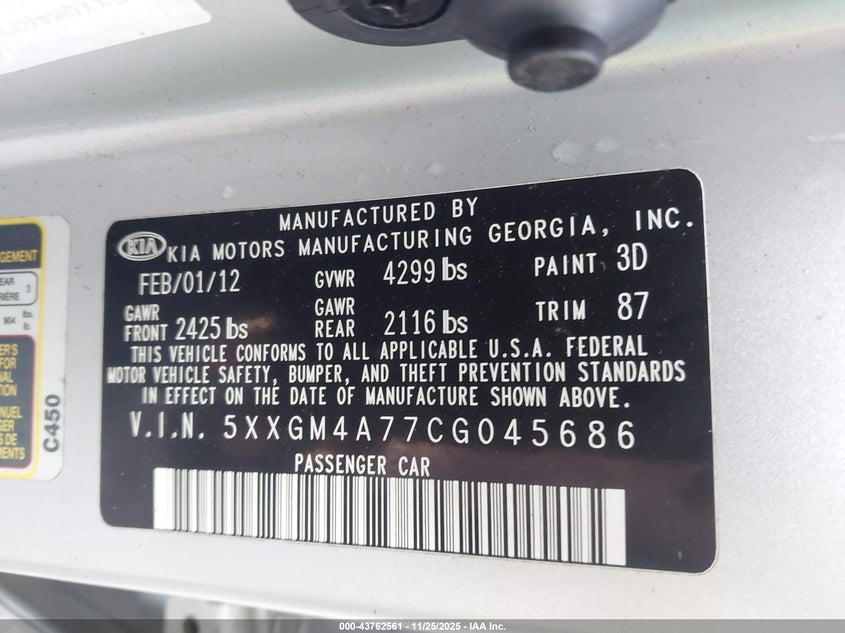 MANUFACTURED BY
KIA KIA MOTORS MANUFACTURING GEORGIA, INC.
FEB/01/12 GVWR 4299 lbs PAINT 3D
GAWR FRONT 2425 lbs GAWR REAR 2116 lbs TRIM 87
THIS VEHICLE CONFORMS TO ALL APPLICABLE U.S.A. FEDERAL
MOTOR VEHICLE SAFETY, BUMPER, AND THEFT PREVENTION STANDARDS
IN EFFECT ON THE DATE OF MANUFACTURE SHOWN ABOVE.
V.I.N. 5XXGM4A77CG045686
PASSENGER CAR
C450
000-43762561 - 11/25/2025 - IAA Inc.